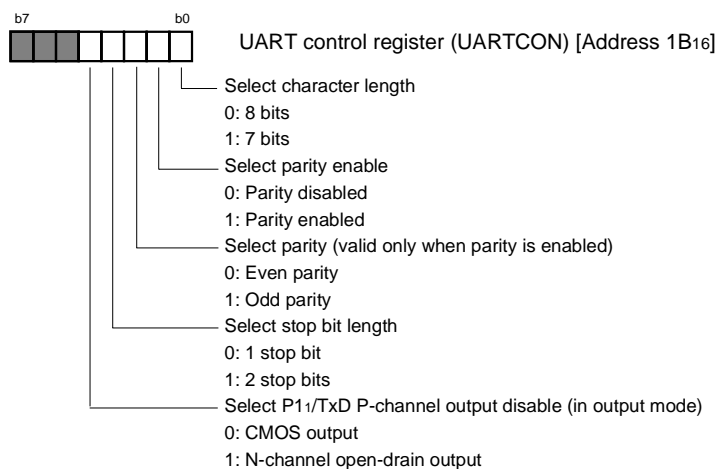 b7 b0
UART control register (UARTCON) [Address 1B16]
Select character length
0: 8 bits
1: 7 bits
Select parity enable
0: Parity disabled
1: Parity enabled
Select parity (valid only when parity is enabled)
0: Even parity
1: Odd parity
Select stop bit length
0: 1 stop bit
1: 2 stop bits
Select P11/TxD P-channel output disable (in output mode)
0: CMOS output
1: N-channel open-drain output